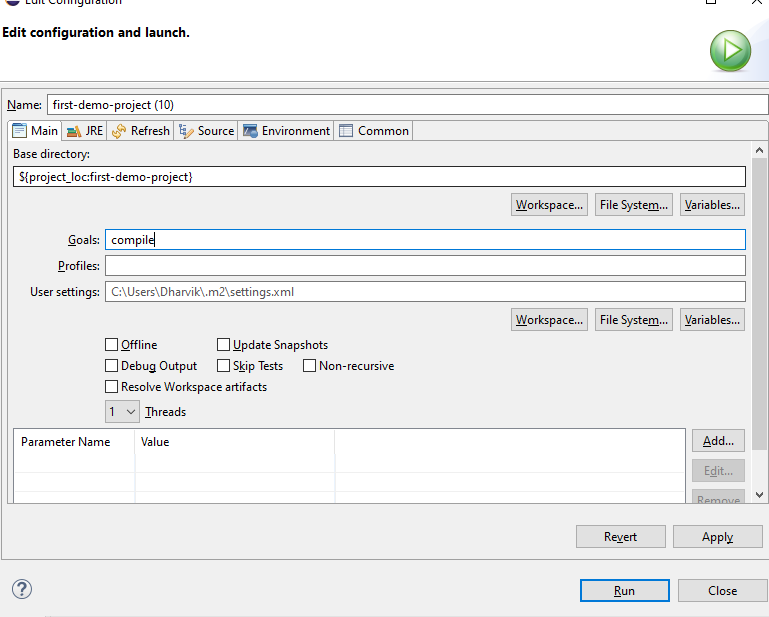 Edit Configuration
Edit configuration and launch.
Name: first-demo-project (10)
Main JRE Refresh Source Environment Common
Base directory:
${project_loc:first-demo-project}
Workspace... File System... Variables...
Goals: compile
Profiles:
User settings: C:\Users\Dharvik\.m2\settings.xml
Workspace... File System... Variables...
Offline Update Snapshots
Debug Output Skip Tests Non-recursive
Resolve Workspace artifacts
1 Threads
Parameter Name Value Add...
Edit...
Remove
Revert Apply
? Run Close